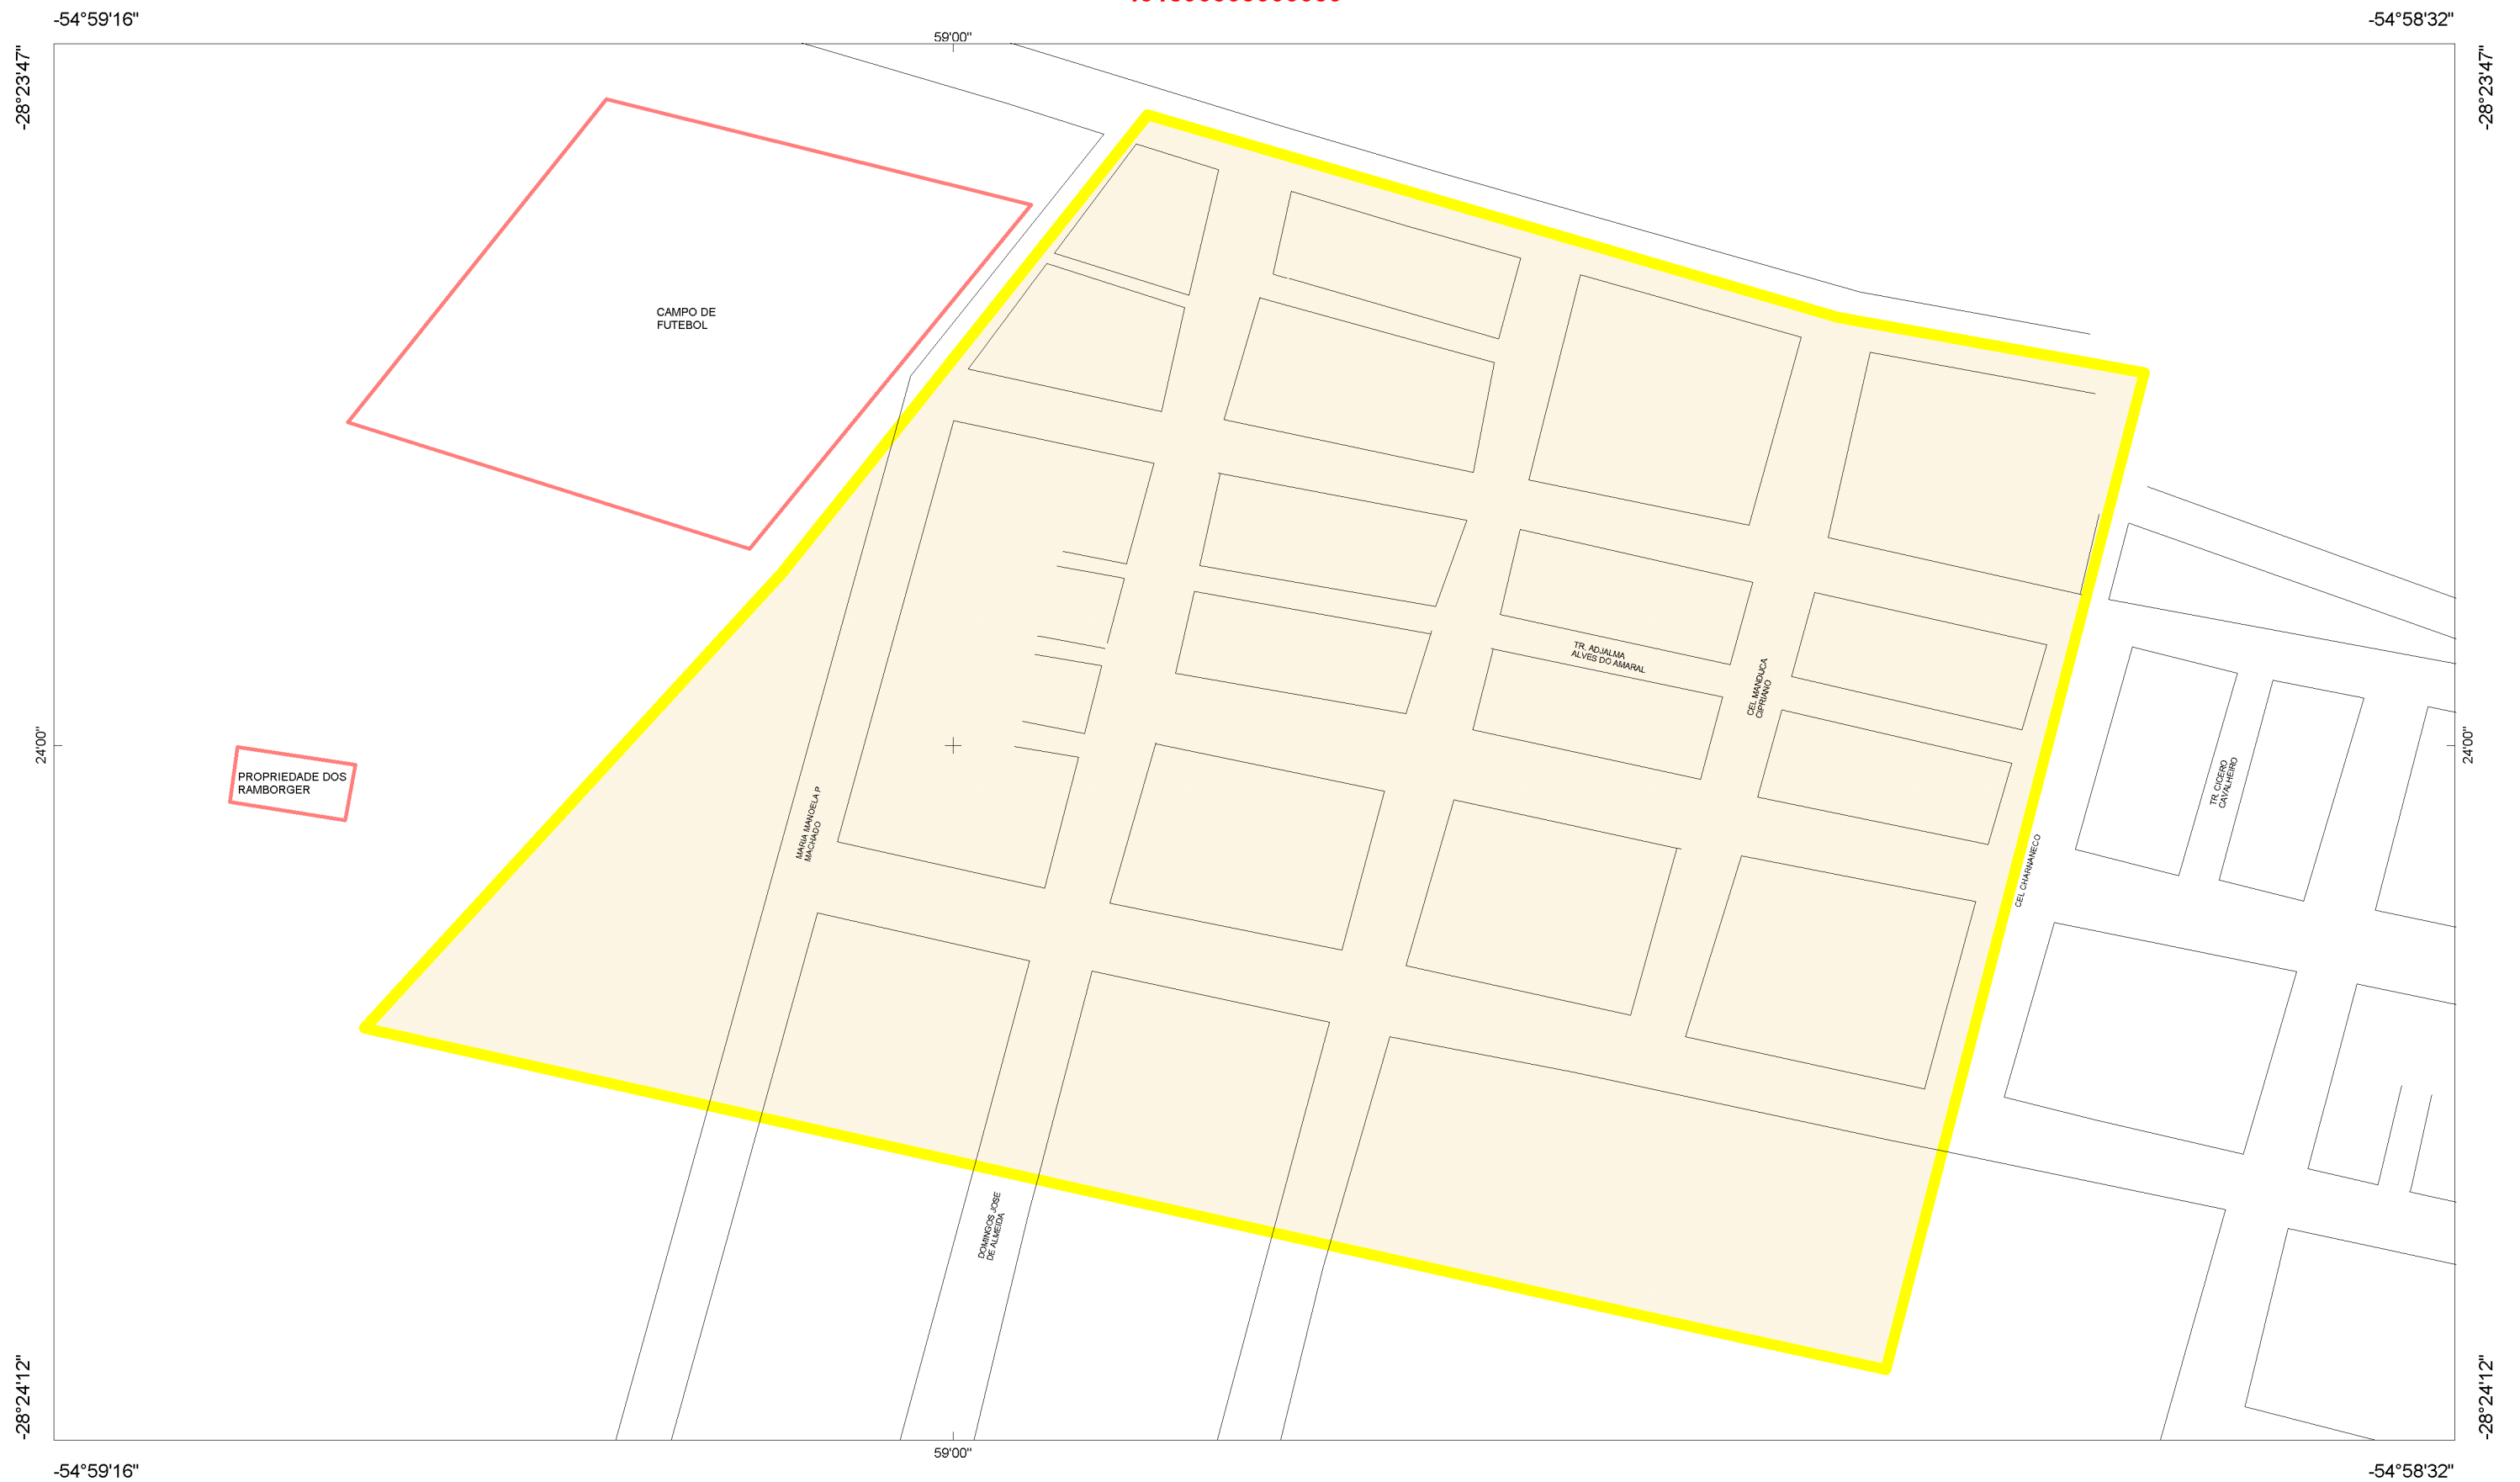 -54°59'16"
-54°58'32"
59'00"
-28°23'47"
-28°23'47"
CAMPO DE
FUTEBOL
TR. ADJALMA
ALVES DO AMARAL
CEL MANDUCA
CIPRIANO
24'00"
24'00"
PROPRIEDADE DOS
RAMBORGER
TR. CICERO
CAVALHEIRO
MARIA MANOELA P
MACHADO
CEL CHARNANECO
DOMINGOS JOSE
DE ALMEIDA
-28°24'12"
-28°24'12"
59'00"
-54°59'16"
-54°58'32"